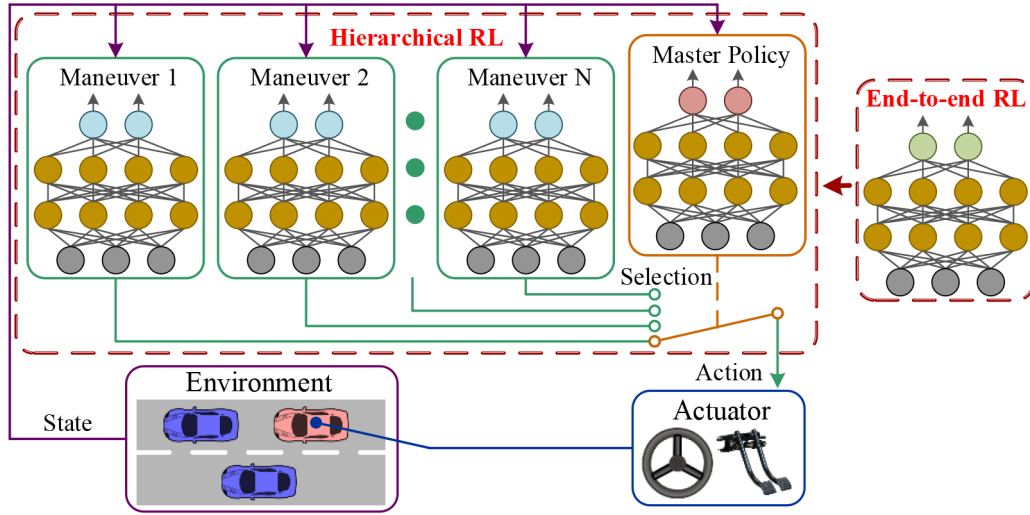 Hierarchical RL
Maneuver 1
Maneuver 2
Maneuver N
Master Policy
End-to-end RL
Selection
Action
Environment
State
Actuator